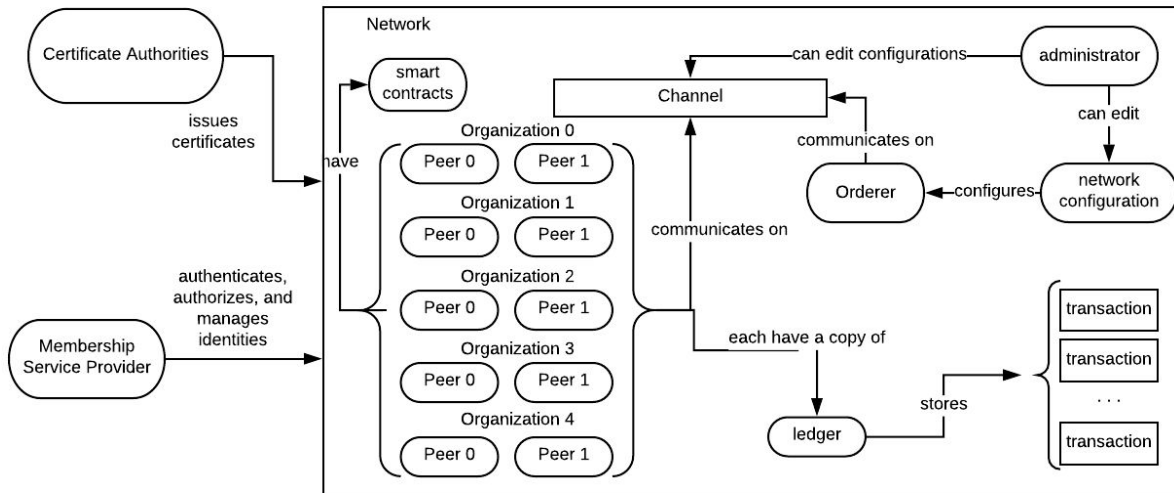 Network
Certificate Authorities
issues
certificates
smart
contracts
have
can edit configurations
administrator
Channel
can edit
communicates on
Orderer
configures
network
configuration
Organization 0
Peer 0
Peer 1
Organization 1
Peer 0
Peer 1
Organization 2
Peer 0
Peer 1
Organization 3
Peer 0
Peer 1
Organization 4
Peer 0
Peer 1
communicates on
authenticates,
authorizes, and
manages
identities
Membership
Service Provider
each have a copy of
ledger
stores
transaction
transaction
. . .
transaction